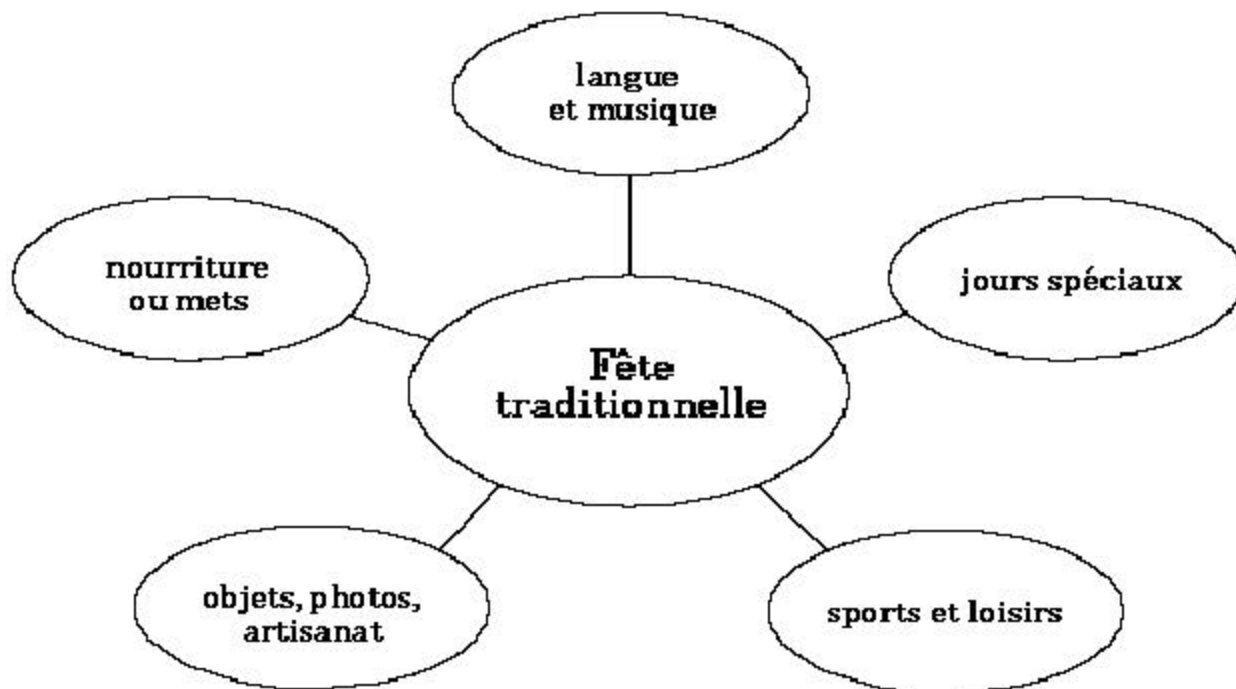 langue
et musique
nourriture
ou mets
jours spéciaux
Fête
traditionnelle
objets, photos,
artisanat
sports et loisirs